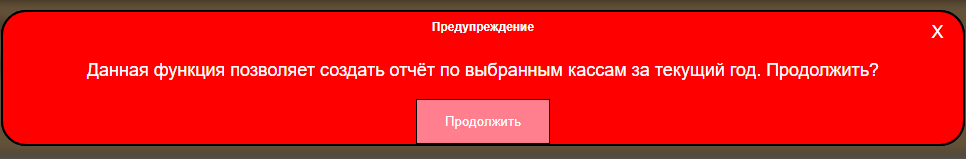 Предупреждение
X
Данная функция позволяет создать отчёт по выбранным кассам за текущий год. Продолжить?
Продолжить